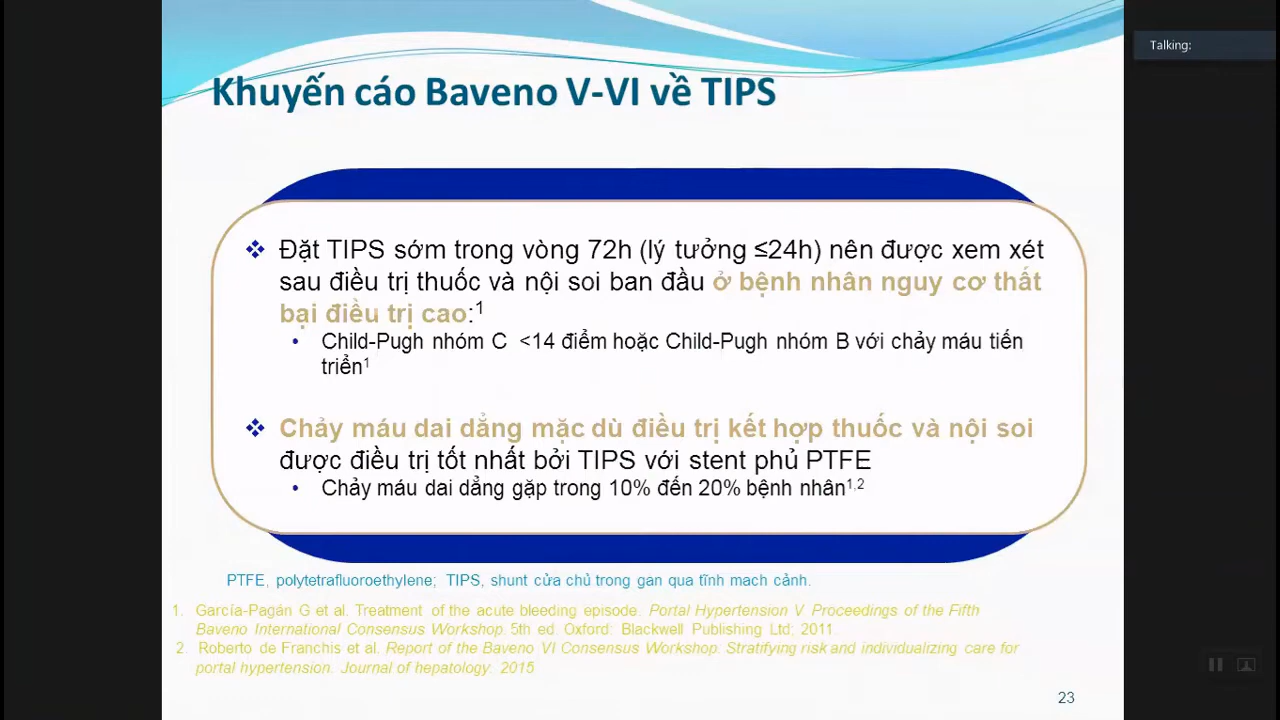 Talking:
Khuyến cáo Baveno V-VI về TIPS
❖ Đặt TIPS sớm trong vòng 72h (lý tưởng ≤24h) nên được xem xét
sau điều trị thuốc và nội soi ban đầu ở bệnh nhân nguy cơ thất
bại điều trị cao:1
• Child-Pugh nhóm C <14 điểm hoặc Child-Pugh nhóm B với chảy máu tiến
triển1
❖ Chảy máu dai dẳng mặc dù điều trị kết hợp thuốc và nội soi
được điều trị tốt nhất bởi TIPS với stent phủ PTFE
• Chảy máu dai dẳng gặp trong 10% đến 20% bệnh nhân1,2
PTFE, polytetrafluoroethylene; TIPS, shunt cửa chủ trong gan qua tĩnh mạch cảnh.
1. García-Pagán G et al. Treatment of the acute bleeding episode. Portal Hypertension V. Proceedings of the Fifth
Baveno International Consensus Workshop. 5th ed. Oxford: Blackwell Publishing Ltd; 2011.
2. Roberto de Franchis et al. Report of the Baveno VI Consensus Workshop: Stratifying risk and individualizing care for
portal hypertension. Journal of hepatology: 2015
23